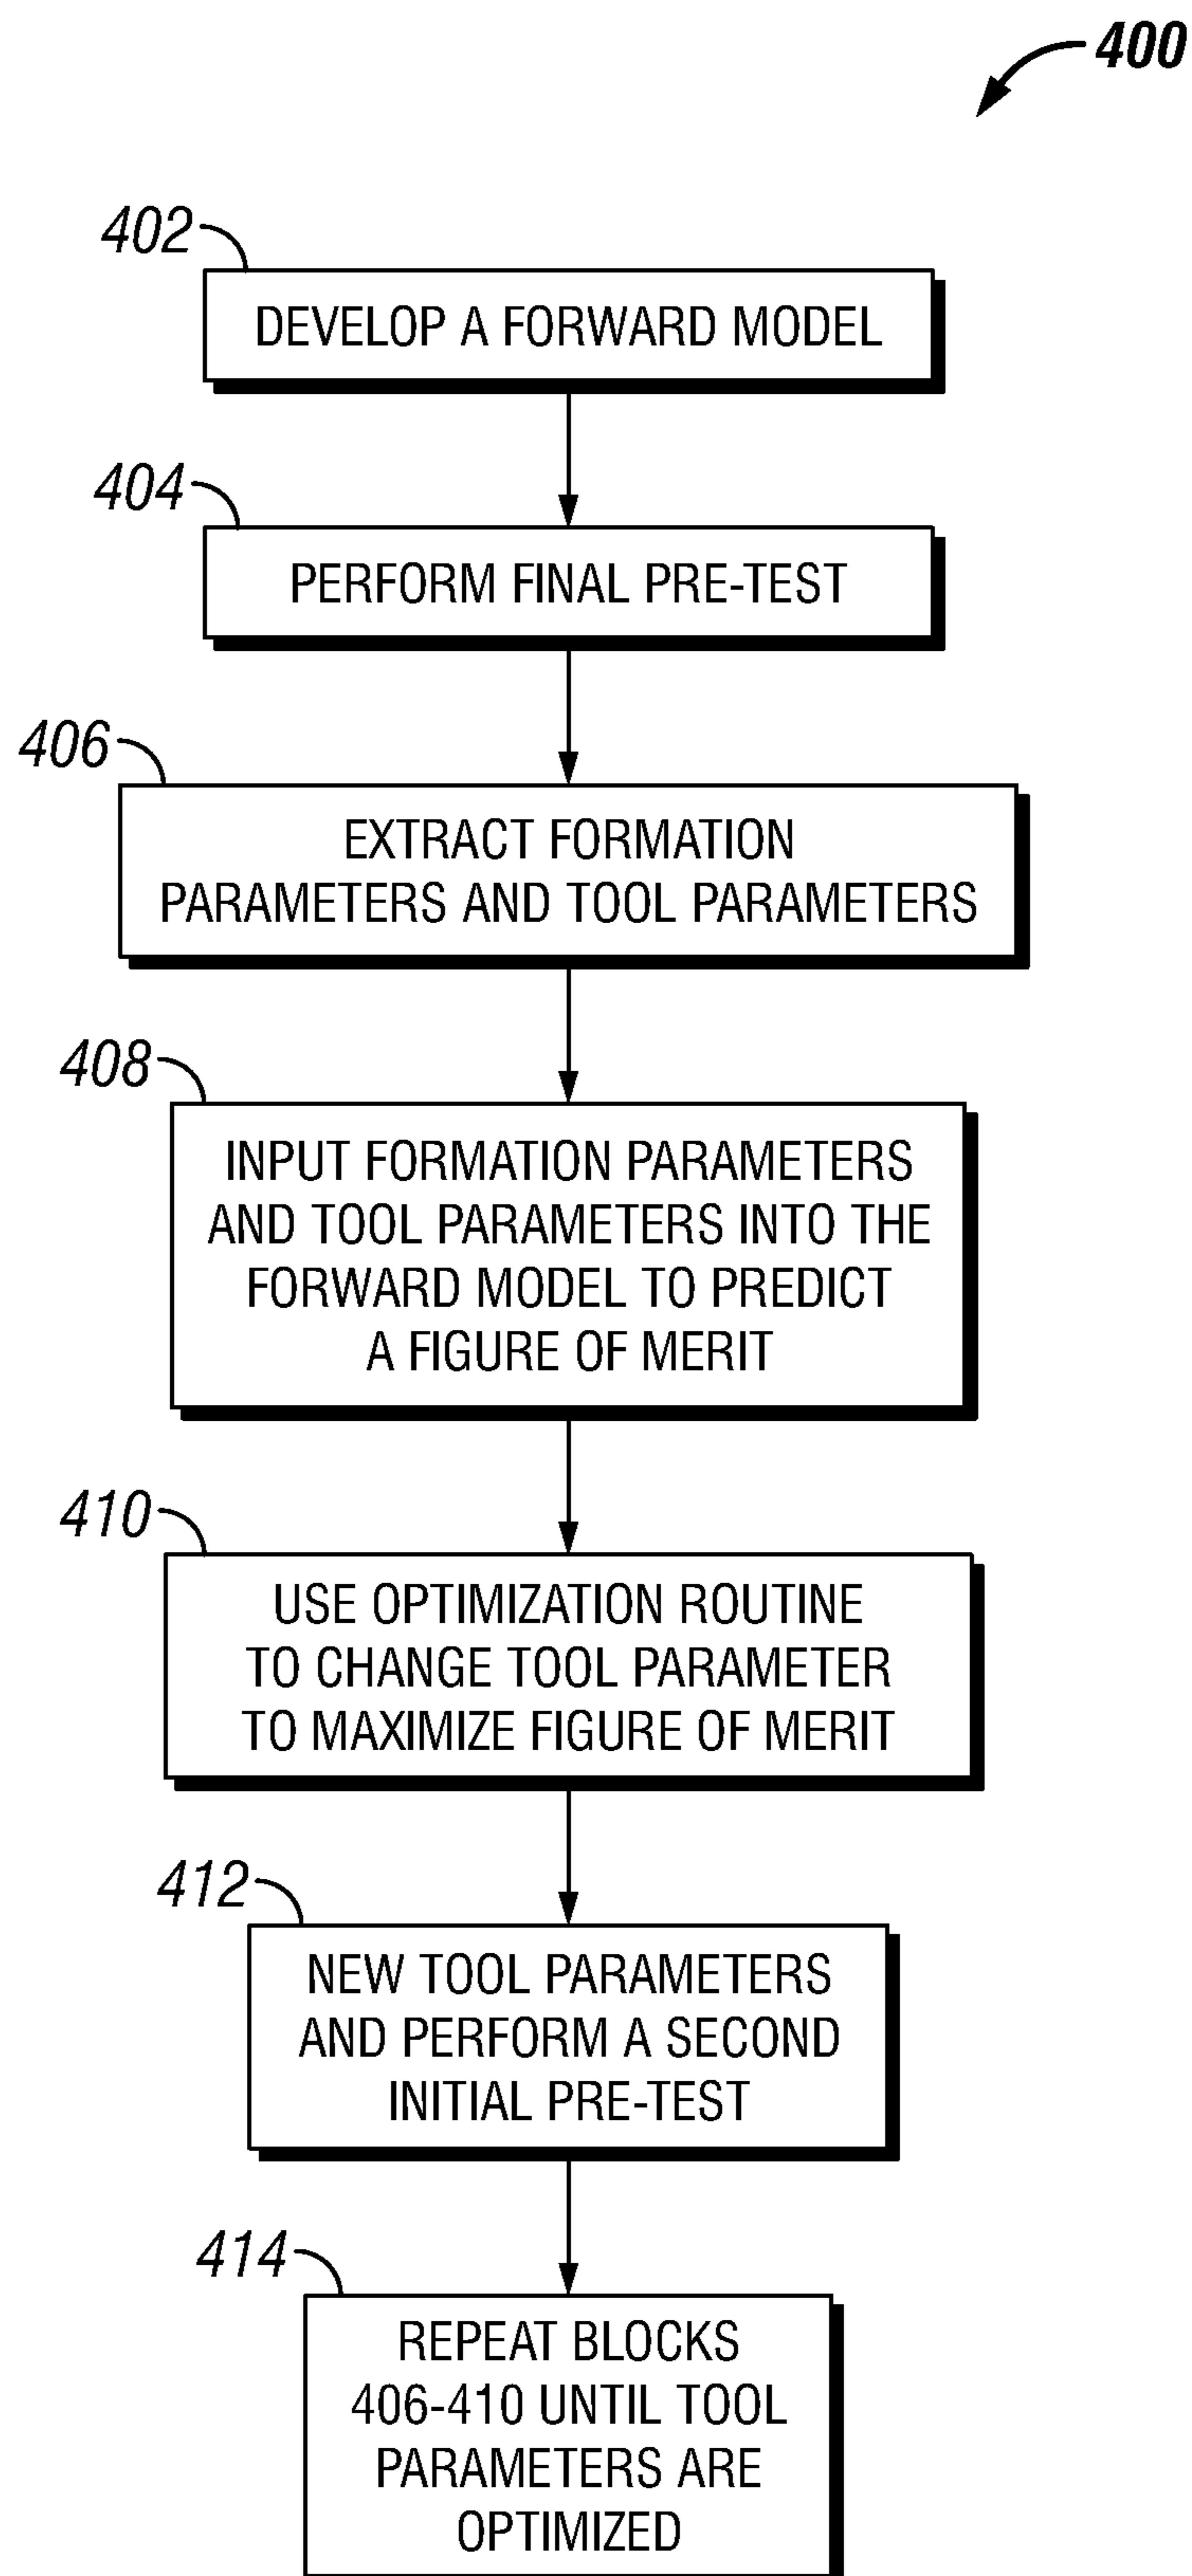 400
402
DEVELOP A FORWARD MODEL
404
PERFORM FINAL PRE-TEST
406
EXTRACT FORMATION
PARAMETERS AND TOOL PARAMETERS
408
INPUT FORMATION PARAMETERS
AND TOOL PARAMETERS INTO THE
FORWARD MODEL TO PREDICT
A FIGURE OF MERIT
410
USE OPTIMIZATION ROUTINE
TO CHANGE TOOL PARAMETER
TO MAXIMIZE FIGURE OF MERIT
412
NEW TOOL PARAMETERS
AND PERFORM A SECOND
INITIAL PRE-TEST
414
REPEAT BLOCKS
406-410 UNTIL TOOL
PARAMETERS ARE
OPTIMIZED